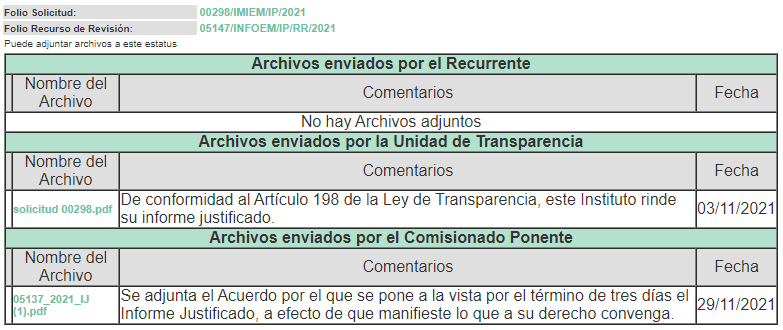 Folio Solicitud: 00298/IMIEM/IP/2021
Folio Recurso de Revisión: 05147/INFOEM/IP/RR/2021
Puede adjuntar archivos a este estatus
Archivos enviados por el Recurrente
Nombre del Archivo Comentarios Fecha
No hay Archivos adjuntos
Archivos enviados por la Unidad de Transparencia
Nombre del Archivo Comentarios Fecha
solicitud 00298.pdf De conformidad al Artículo 198 de la Ley de Transparencia, este Instituto rinde
su informe justificado. 03/11/2021
Archivos enviados por el Comisionado Ponente
Nombre del Archivo Comentarios Fecha
05137_2021_IJ
(1).pdf
Se adjunta el Acuerdo por el que se pone a la vista por el término de tres días el
Informe Justificado, a efecto de que manifieste lo que a su derecho convenga. 29/11/2021